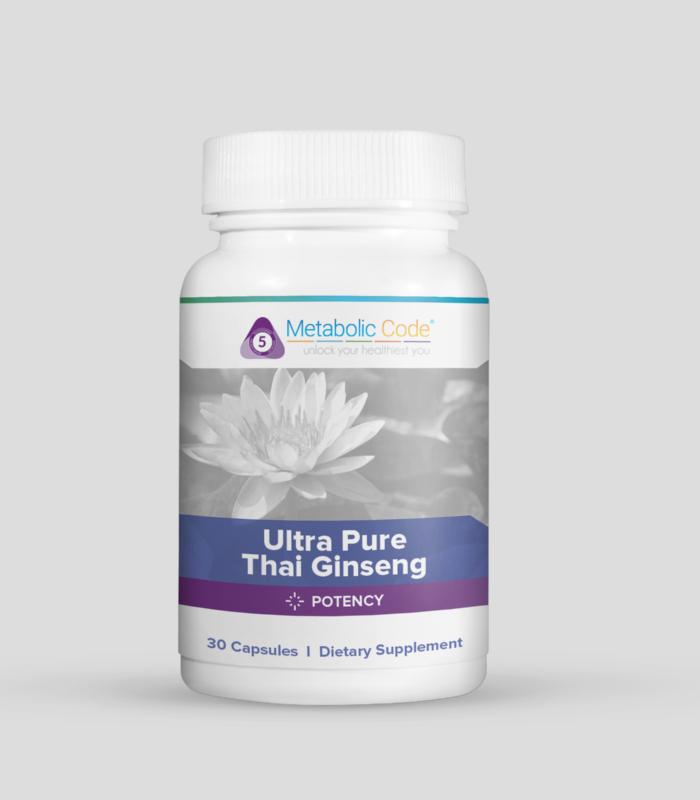 5
Metabolic Code®
unlock your healthiest you
Ultra Pure
Thai Ginseng
POTENCY
30 Capsules | Dietary Supplement